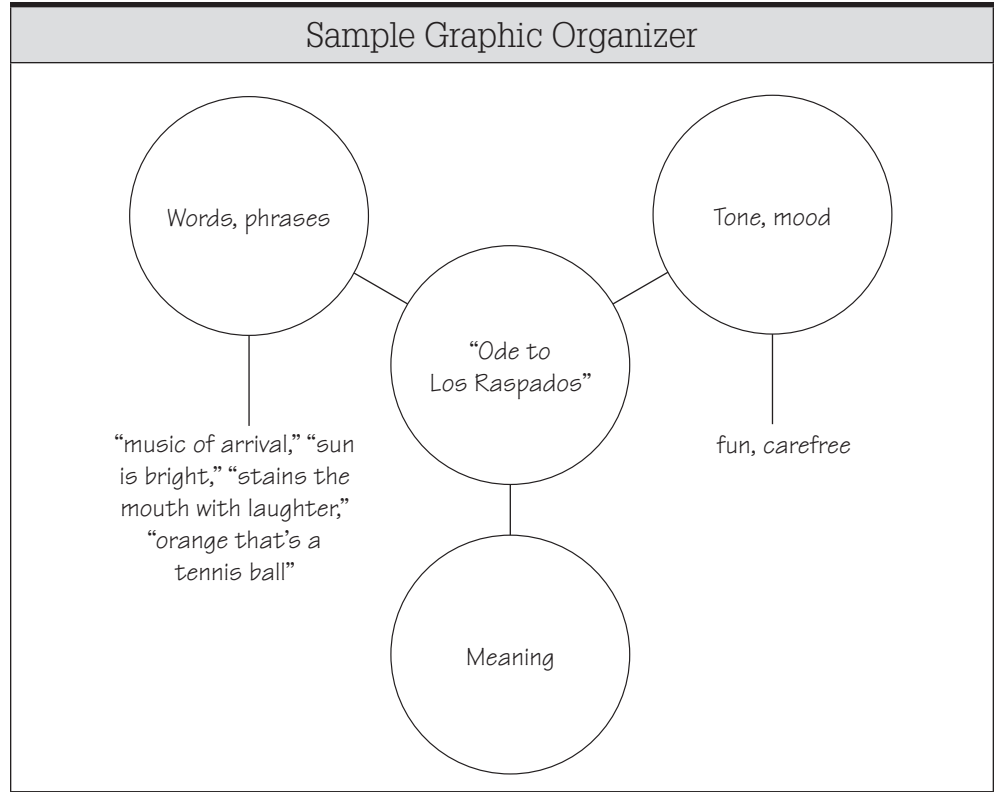 Sample Graphic Organizer
Words, phrases
Tone, mood
“Ode to
Los Raspados”
“music of arrival,” “sun
is bright,” “stains the
mouth with laughter,”
“orange that’s a
tennis ball”
fun, carefree
Meaning